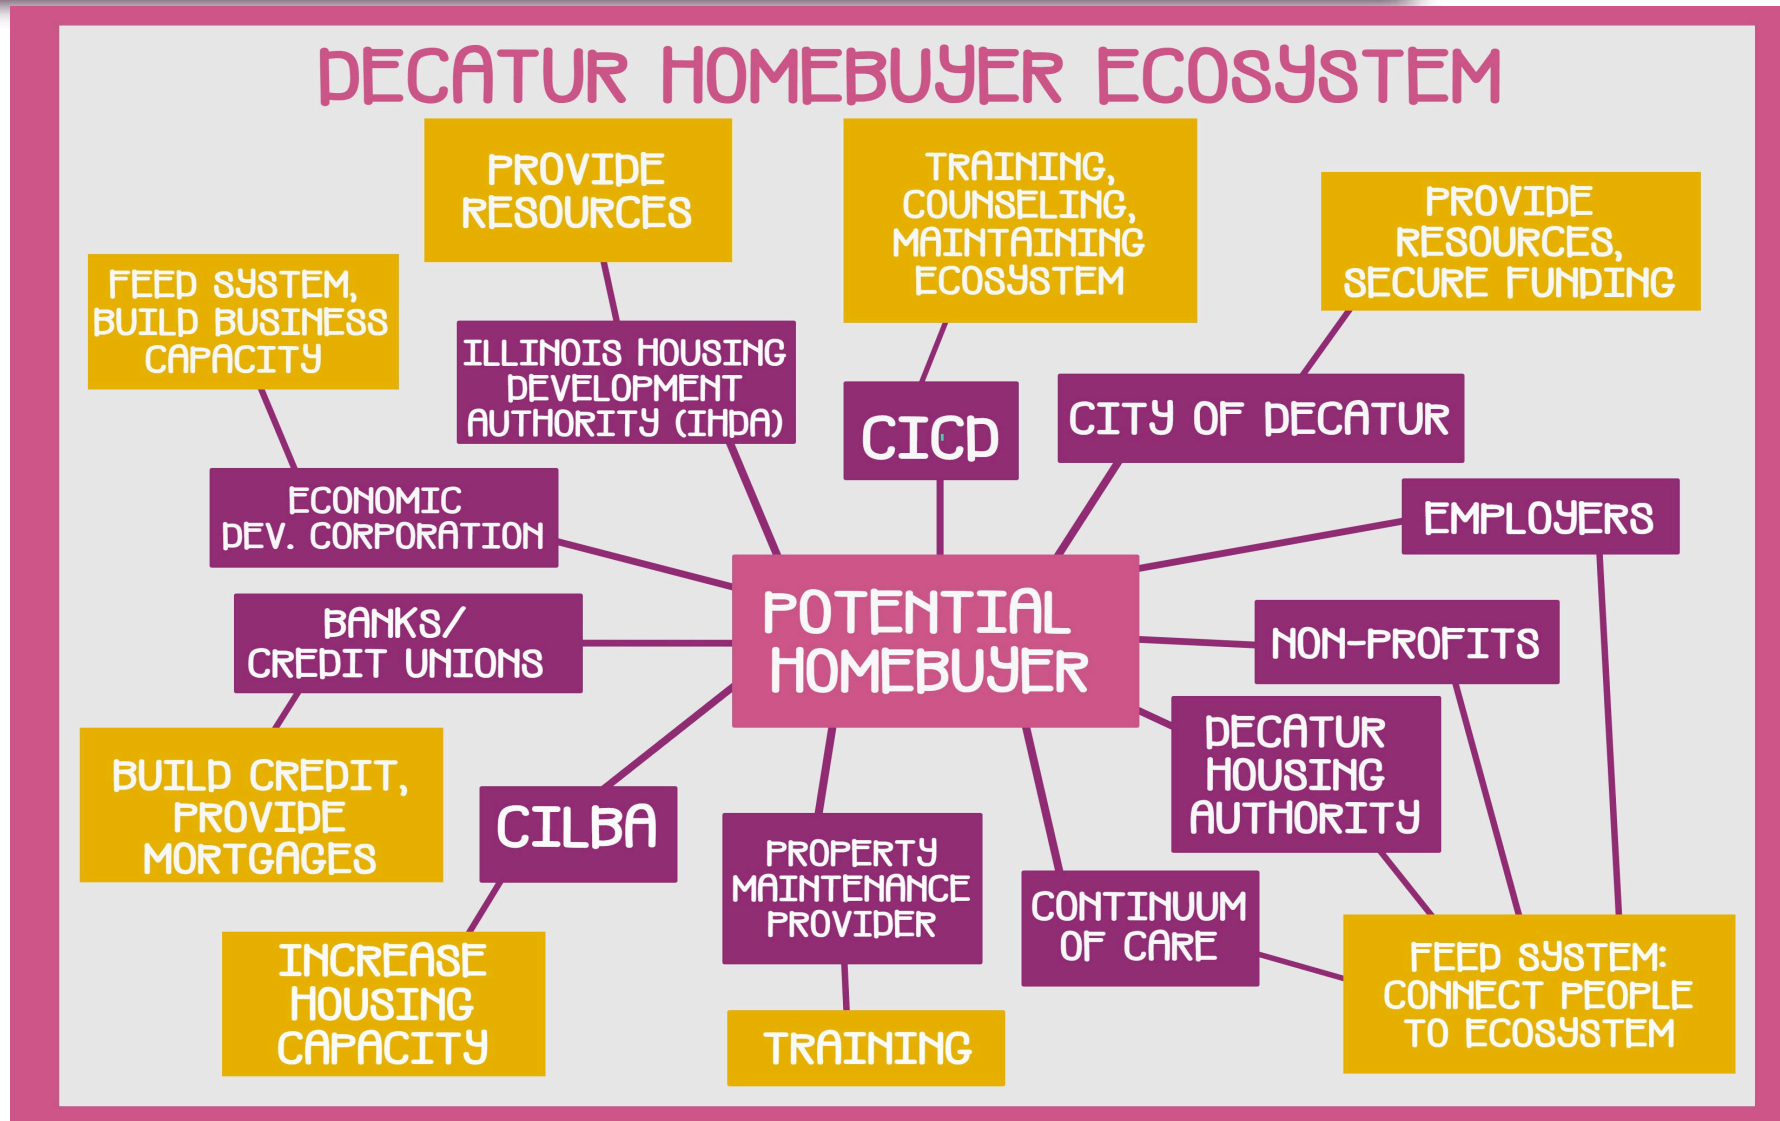 DECATUR HOMEBUYER ECOSYSTEM
PROVIDE
RESOURCES
TRAINING,
COUNSELING,
MAINTAINING
ECOSYSTEM
PROVIDE
RESOURCES,
SECURE FUNDING
FEED SYSTEM,
BUILD BUSINESS
CAPACITY
ILLINOIS HOUSING
DEVELOPMENT
AUTHORITY (IHDA)
CICD
CITY OF DECATUR
ECONOMIC
DEV. CORPORATION
EMPLOYERS
BANKS/
CREDIT UNIONS
POTENTIAL
HOMEBUYER
NON-PROFITS
DECATUR
HOUSING
AUTHORITY
BUILD CREDIT,
PROVIDE
MORTGAGES
CILBA
PROPERTY
MAINTENANCE
PROVIDER
CONTINUUM
OF CARE
INCREASE
HOUSING
CAPACITY
TRAINING
FEED SYSTEM:
CONNECT PEOPLE
TO ECOSYSTEM